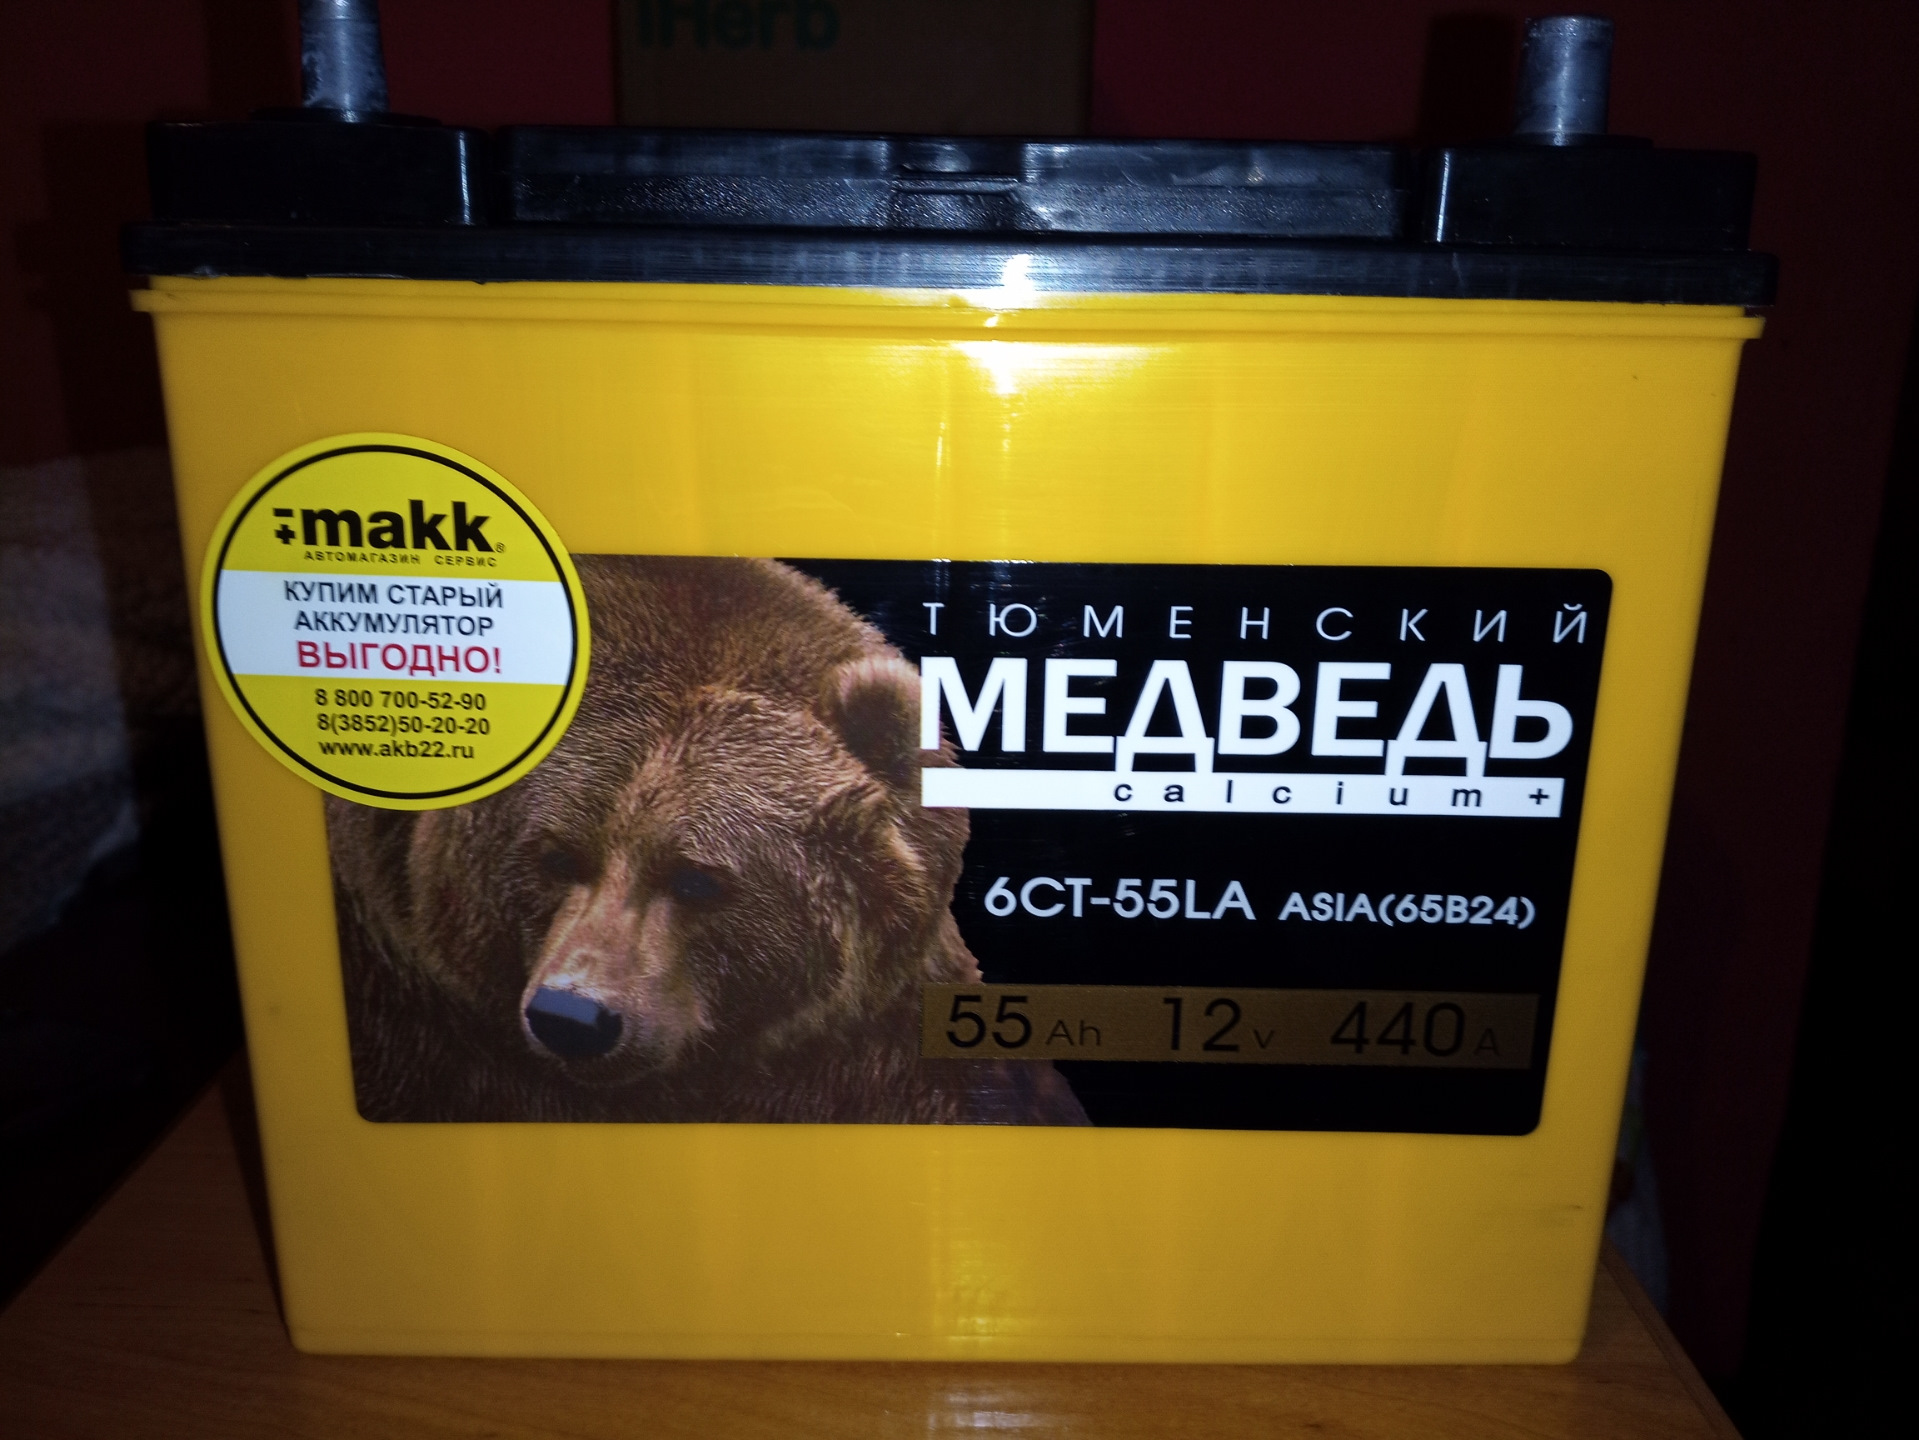 iHerb
makk®
АВТОМАГАЗИН СЕРВИС
КУПИМ СТАРЫЙ
АККУМУЛЯТОР
ВЫГОДНО!
8 800 700-52-90
8(3852)50-20-20
www.akb22.ru
ТЮМЕНСКИЙ
МЕДВЕДЬ
calcium+
6СТ-55LA ASIA(65B24)
55 Ah 12 v 440 A